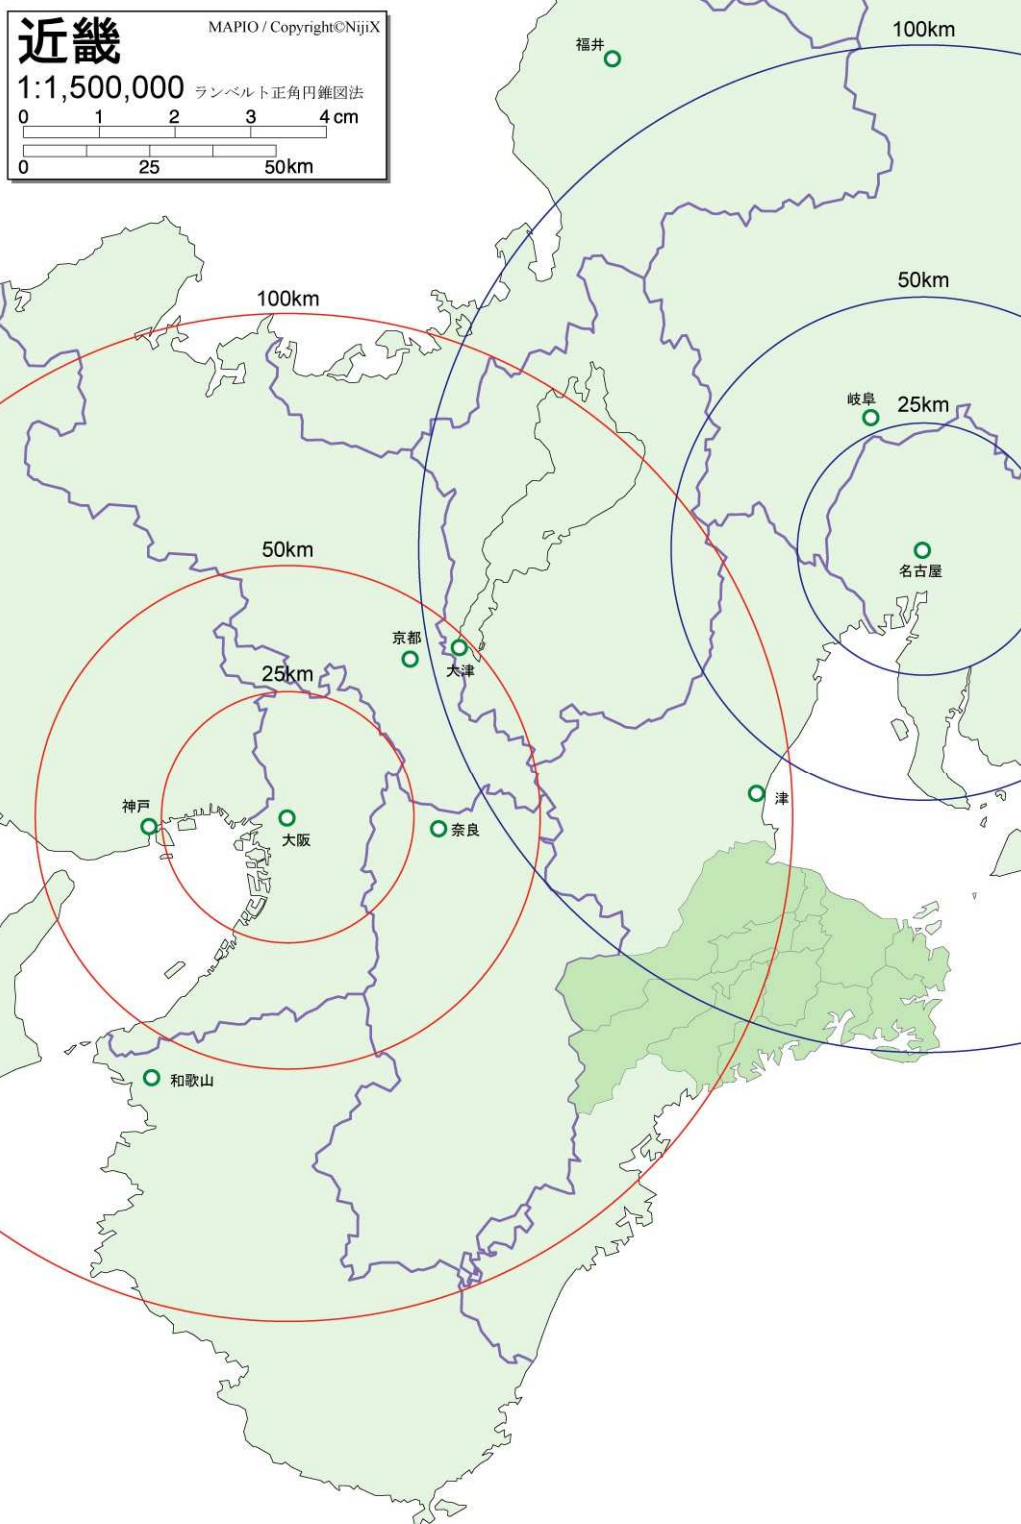 近畿
MAPIO / Copyright©NijiX
1:1,500,000 ランベルト正角円錐図法
0 1 2 3 4 cm
0 25 50km
福井
100km
100km
50km
岐阜
25km
名古屋
50km
京都
大津
25km
神戸
大阪
奈良
津
和歌山